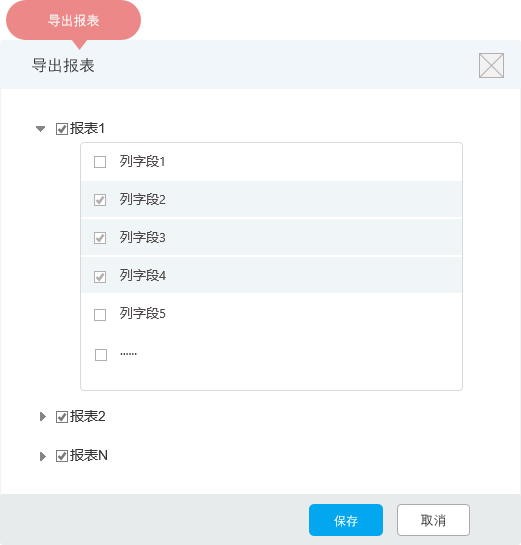 导出报表
导出报表
报表1
列字段1
列字段2
列字段3
列字段4
列字段5
......
报表2
报表N
保存 取消